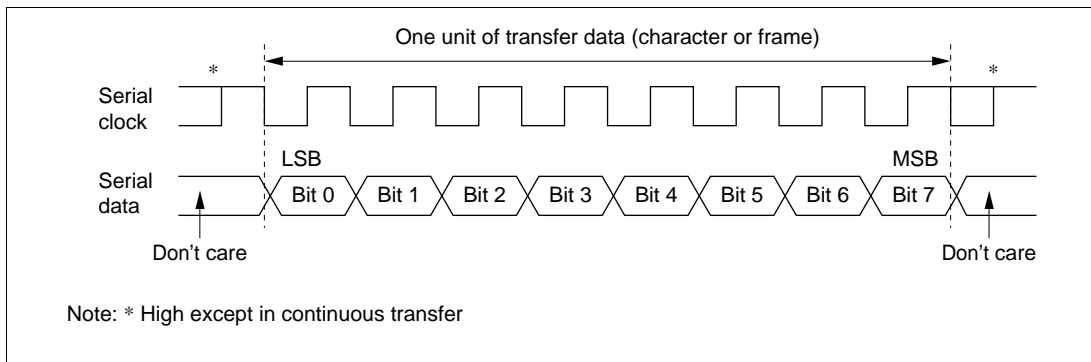 One unit of transfer data (character or frame)
* *
Serial
clock
LSB MSB
Serial
data
Bit 0 Bit 1 Bit 2 Bit 3 Bit 4 Bit 5 Bit 6 Bit 7
Don't care Don't care
Note: * High except in continuous transfer